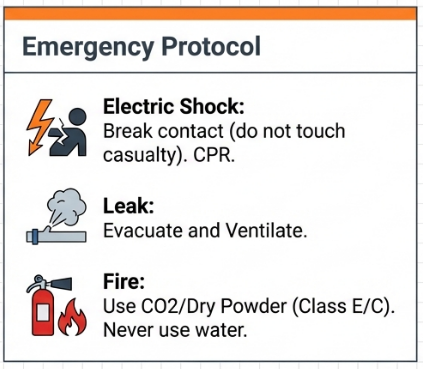 Emergency Protocol
Electric Shock:
Break contact (do not touch
casualty). CPR.
Leak:
Evacuate and Ventilate.
Fire:
Use CO2/Dry Powder (Class E/C).
Never use water.